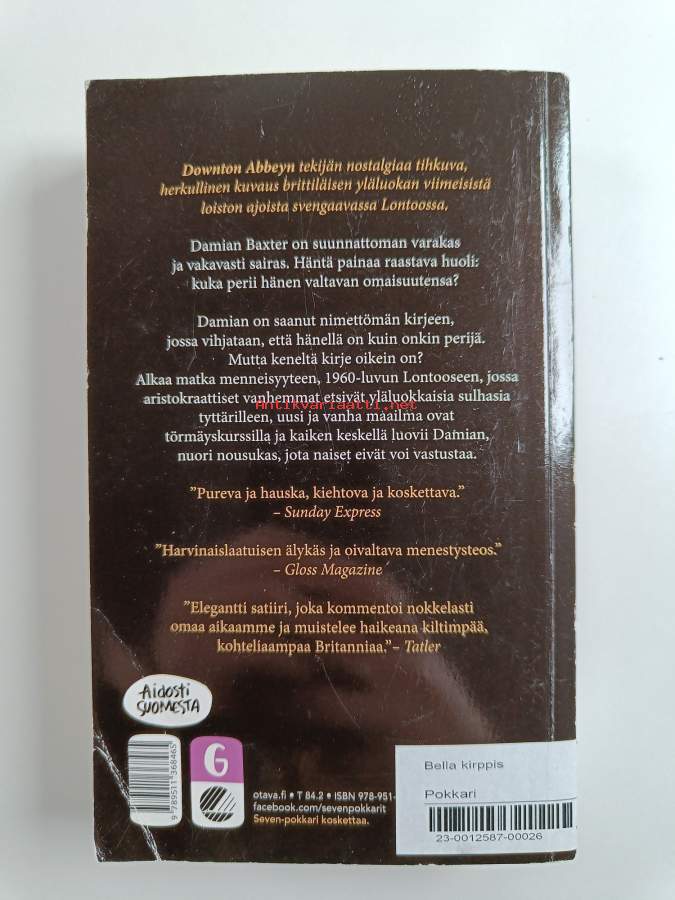 Downton Abbeyn tekijän nostalgiaa tihkuva,
herkullinen kuvaus brittiläisen yläluokan viimeisistä
loiston ajoista svengaavassa Lontoossa.
Damian Baxter on suunnattoman varakas
ja vakavasti sairas. Häntä painaa raastava huoli:
kuka perii hänen valtavan omaisuutensa?
Damian on saanut nimettömän kirjeen,
jossa vihjataan, että hänellä on kuin onkin perijä.
Mutta keneltä kirje oikein on?
Alkaa matka menneisyyteen, 1960-luvun Lontooseen, jossa
aristokraattiset vanhemmat etsivät yläluokkaisia sulhasia
Antikvariaatti.net
tyttärilleen, uusi ja vanha maailma ovat
törmäyskurssilla ja kaiken keskellä luovii Damian,
nuori nousukas, jota naiset eivät voi vastustaa.
”Pureva ja hauska, kiehtova ja koskettava.”
– Sunday Express
”Harvinaislaatuisen älykäs ja oivaltava menestysteos.”
– Gloss Magazine
”Elegantti satiiri, joka kommentoi nokkelasti
omaa aikaamme ja muistelee haikeana kiltimpää,
kohteliaampaa Britanniaa.” – Tatler
Aidosti
SUOMESTA
9 789511 368465
otava.fi • T 84.2 • ISBN 978-951-
facebook.com/sevenpokkarit
Seven-pokkari koskettaa.
Bella kirppis
Pokkari
23-0012587-00026